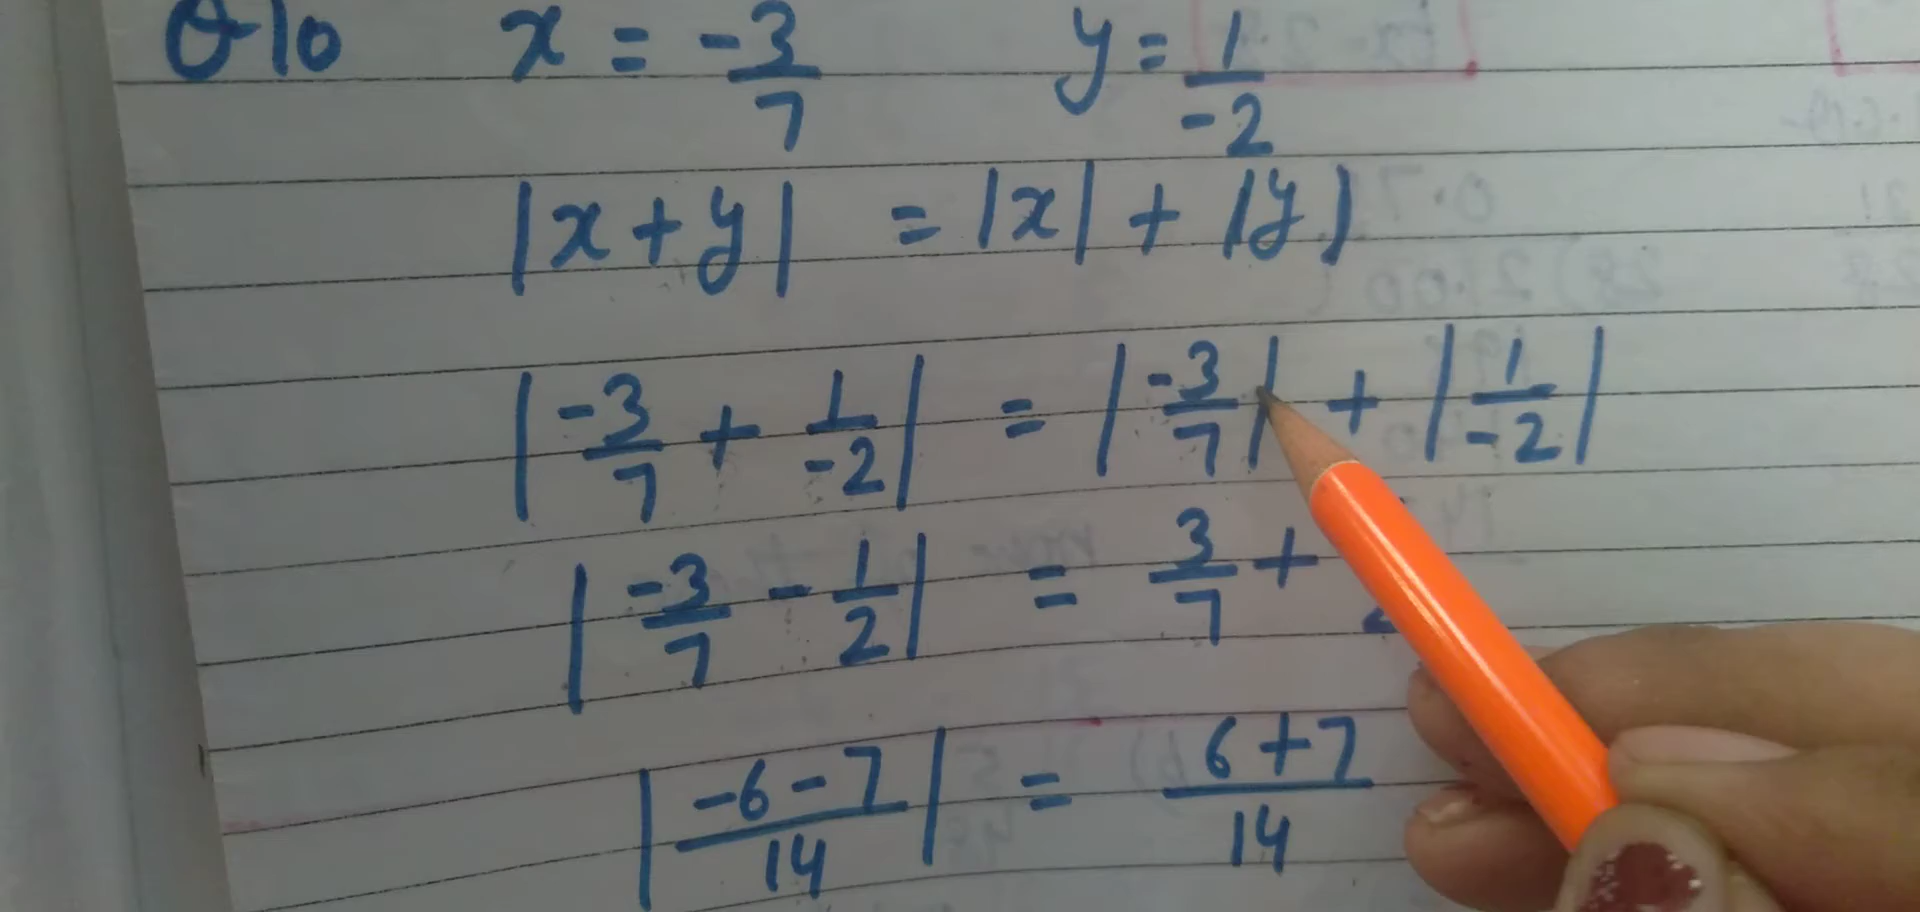 Q10 x = -3/7 y = 1/-2
|x + y| = |x| + |y|
|-3/7 + 1/-2| = |-3/7| + |1/-2|
|-3/7 - 1/2| = 3/7 +
|-6-7/14| = 6+7/14